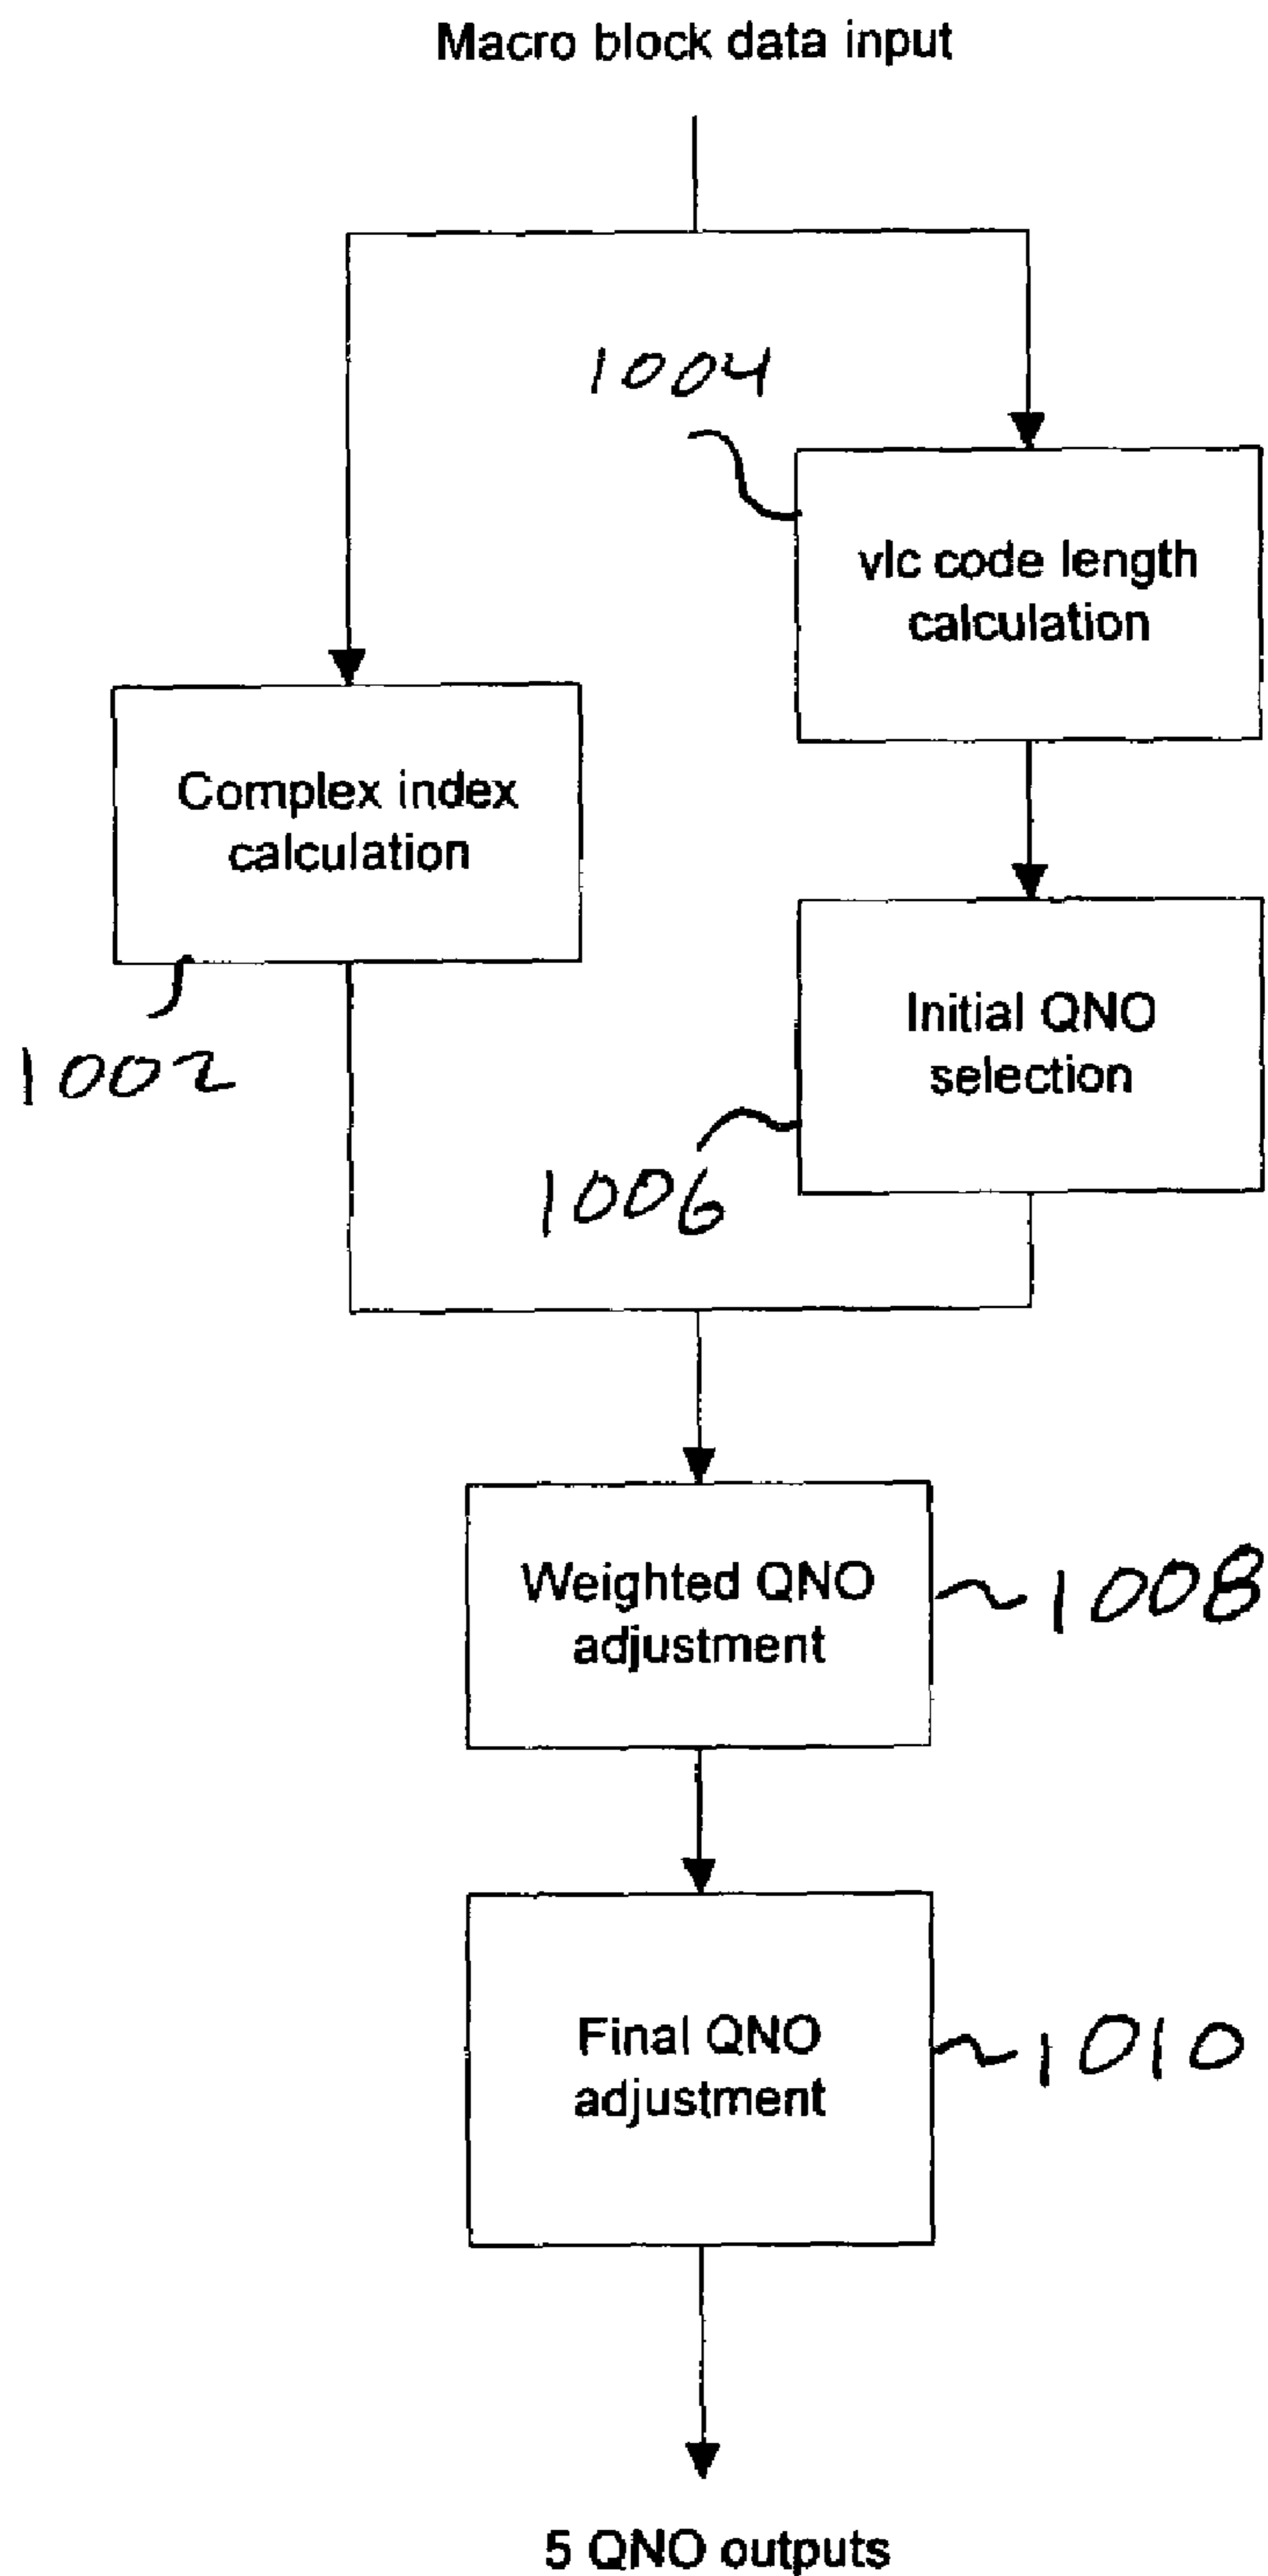 Macro block data input
1004
vlc code length
calculation
Complex index
calculation
1002
Initial QNO
selection
1006
Weighted QNO
adjustment
1008
Final QNO
adjustment
1010
5 QNO outputs